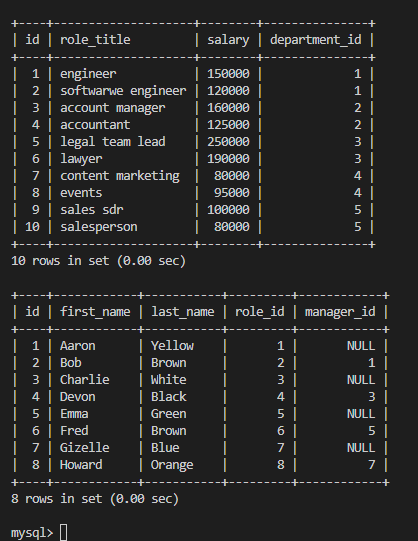 +----+--------------------+--------+---------------+
| id | role_title         | salary | department_id |
+----+--------------------+--------+---------------+
|  1 | engineer           | 150000 |             1 |
|  2 | softwarwe engineer | 120000 |             1 |
|  3 | account manager    | 160000 |             2 |
|  4 | accountant         | 125000 |             2 |
|  5 | legal team lead    | 250000 |             3 |
|  6 | lawyer             | 190000 |             3 |
|  7 | content marketing  |  80000 |             4 |
|  8 | events             |  95000 |             4 |
|  9 | sales sdr          | 100000 |             5 |
| 10 | salesperson        |  80000 |             5 |
+----+--------------------+--------+---------------+
10 rows in set (0.00 sec)

+----+------------+-----------+---------+------------+
| id | first_name | last_name | role_id | manager_id |
+----+------------+-----------+---------+------------+
|  1 | Aaron      | Yellow    |       1 |       NULL |
|  2 | Bob        | Brown     |       2 |          1 |
|  3 | Charlie    | White     |       3 |       NULL |
|  4 | Devon      | Black     |       4 |          3 |
|  5 | Emma       | Green     |       5 |       NULL |
|  6 | Fred       | Brown     |       6 |          5 |
|  7 | Gizelle    | Blue      |       7 |       NULL |
|  8 | Howard     | Orange    |       8 |          7 |
+----+------------+-----------+---------+------------+
8 rows in set (0.00 sec)

mysql>